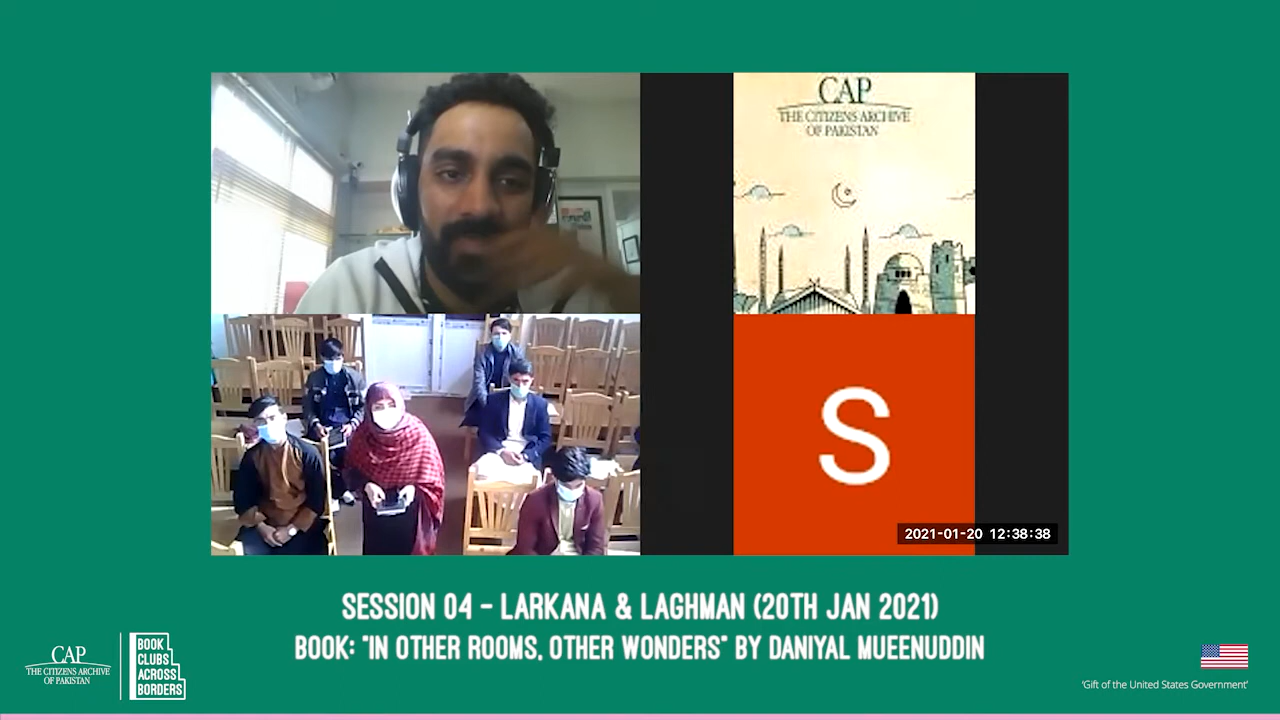 CAP
THE CITIZENS ARCHIVE
OF PAKISTAN
S
2021-01-20 12:38:38
SESSION 04 - LARKANA & LAGHMAN (20TH JAN 2021)
BOOK: "IN OTHER ROOMS, OTHER WONDERS" BY DANIYAL MUEENUDDIN
CAP
THE CITIZENS ARCHIVE
OF PAKISTAN
BOOK
CLUBS
ACROSS
BORDERS
'Gift of the United States Government'